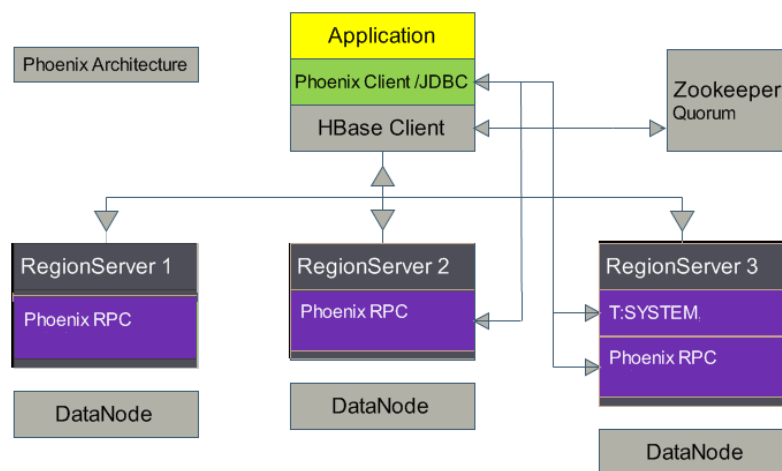 Application
Phoenix Architecture
Phoenix Client /JDBC
Zookeeper
Quorum
HBase Client
RegionServer 1
RegionServer 2
RegionServer 3
Phoenix RPC
Phoenix RPC
T:SYSTEM.
Phoenix RPC
DataNode
DataNode
DataNode